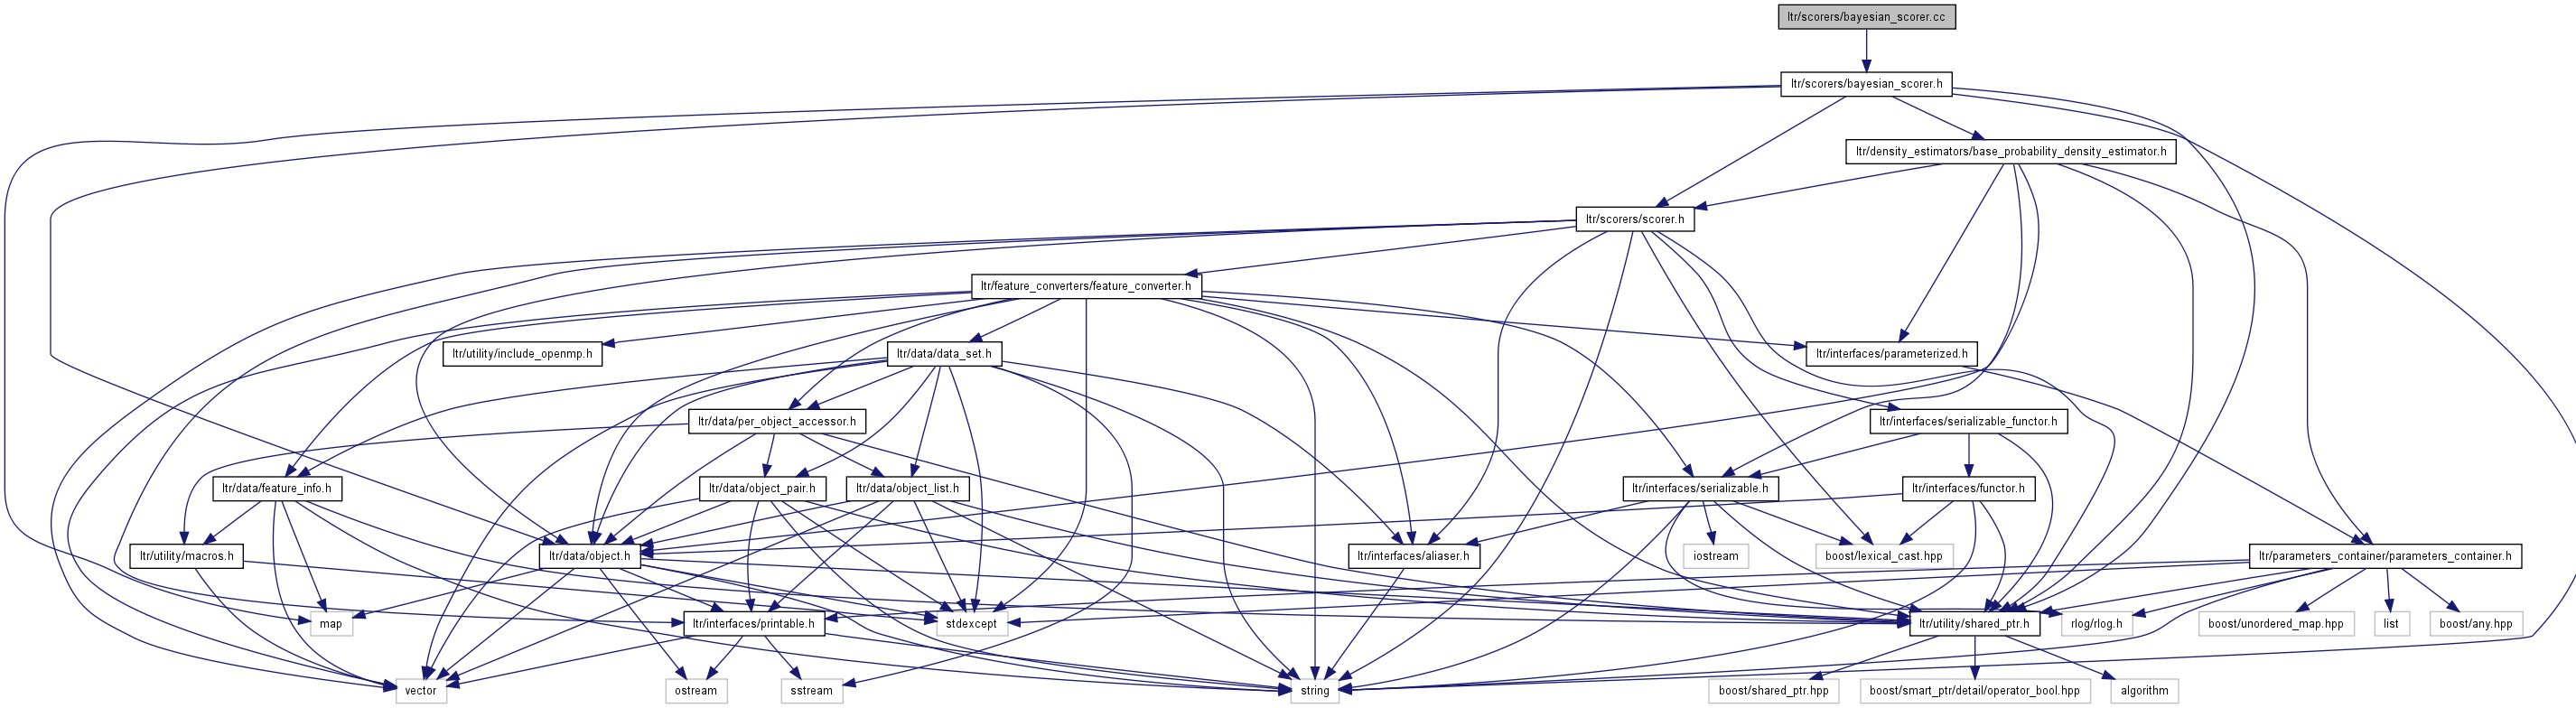 ltr/scorers/bayesian_scorer.cc
ltr/scorers/bayesian_scorer.h
ltr/density_estimators/base_probability_density_estimator.h
ltr/scorers/scorer.h
ltr/feature_converters/feature_converter.h
ltr/utility/include_openmp.h
ltr/data/data_set.h
ltr/interfaces/parameterized.h
ltr/data/per_object_accessor.h
ltr/interfaces/serializable_functor.h
ltr/data/feature_info.h
ltr/data/object_pair.h
ltr/data/object_list.h
ltr/interfaces/serializable.h
ltr/interfaces/functor.h
ltr/utility/macros.h
ltr/data/object.h
ltr/interfaces/aliaser.h
iostream
boost/lexical_cast.hpp
ltr/parameters_container/parameters_container.h
map
ltr/interfaces/printable.h
stdexcept
ltr/utility/shared_ptr.h
rlog/rlog.h
boost/unordered_map.hpp
list
boost/any.hpp
vector
ostream
sstream
string
boost/shared_ptr.hpp
boost/smart_ptr/detail/operator_bool.hpp
algorithm